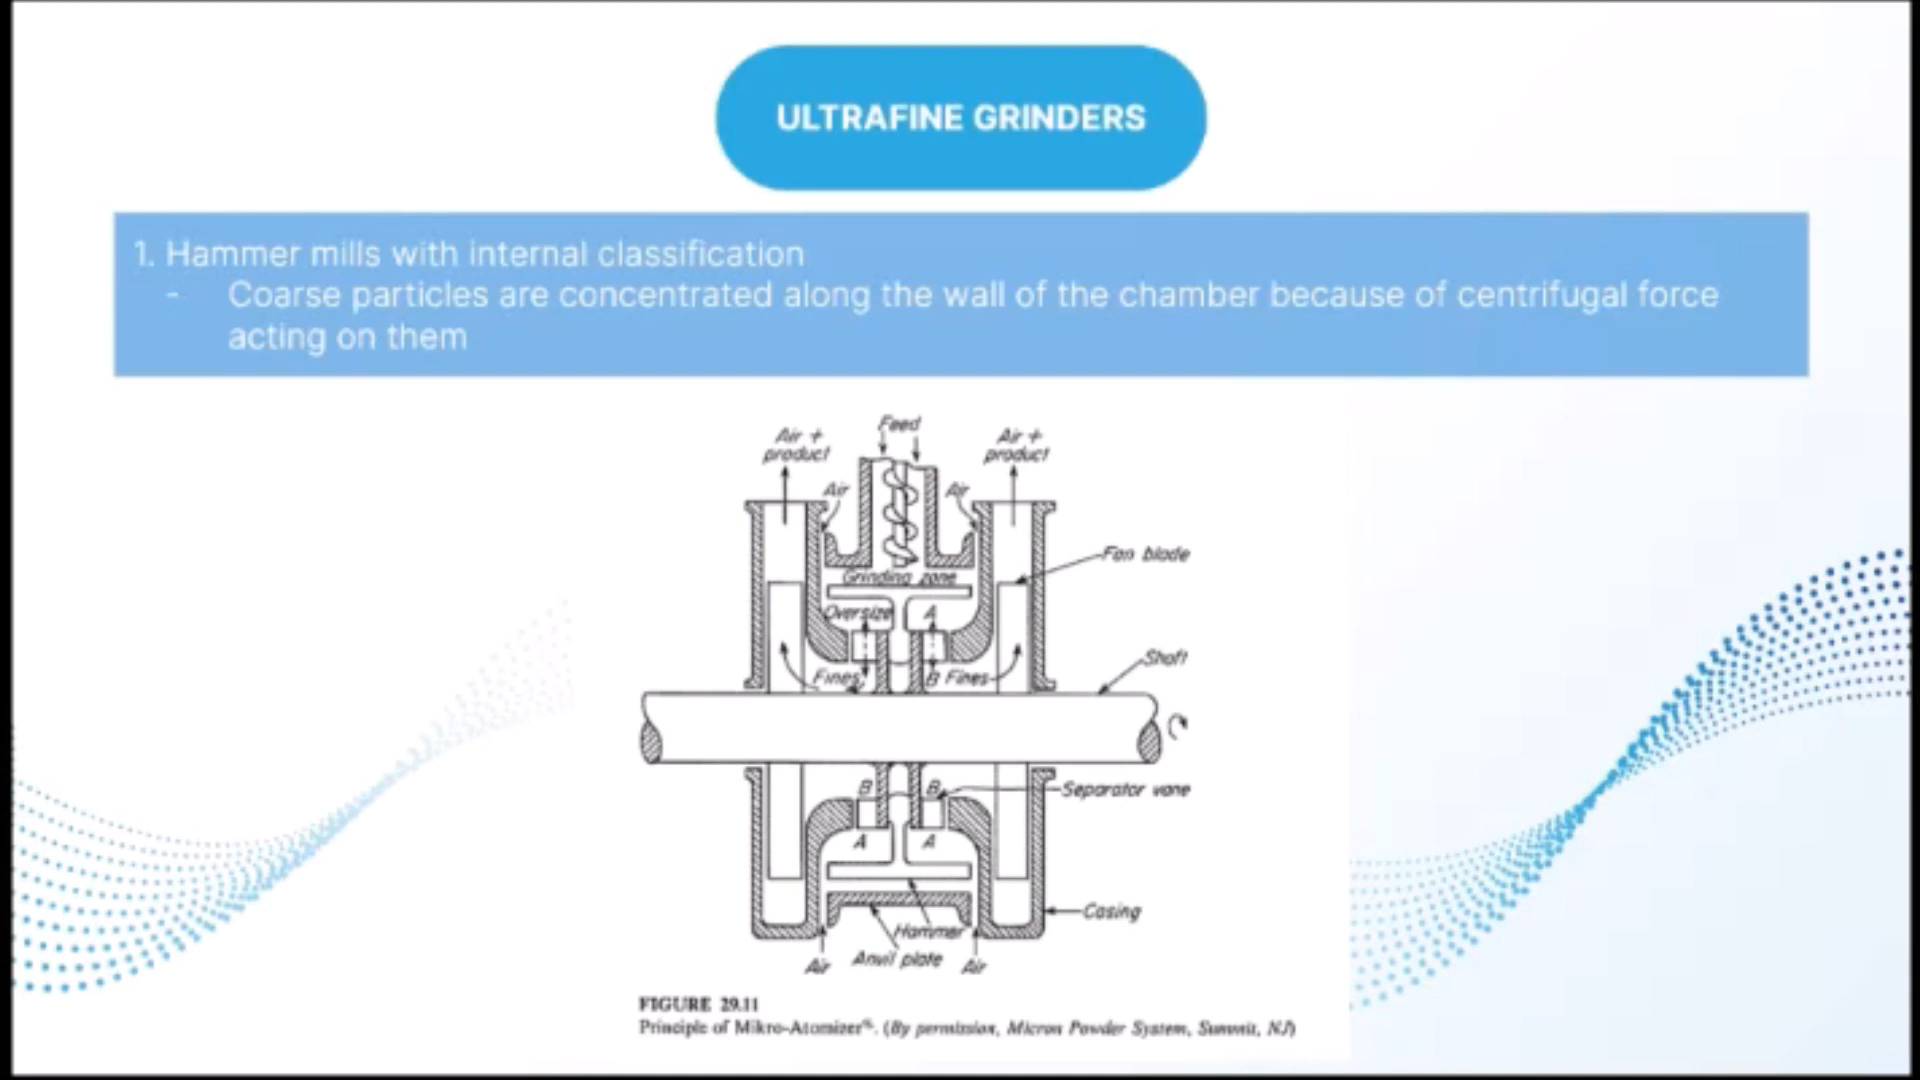 ULTRAFINE GRINDERS
1. Hammer mills with internal classification
- Coarse particles are concentrated along the wall of the chamber because of centrifugal force
acting on them
Feed
Air +
product
Air +
product
Air
Air
Fan blade
Grinding zone
Oversize
A
Shaft
Fines
B Fines
B
B
Separator vane
A
A
Casing
Hammer
Anvil plate
Air
Air
FIGURE 29.11
Principle of Mikro-Atomizer®. (By permission, Micron Powder System, Summit, NJ)